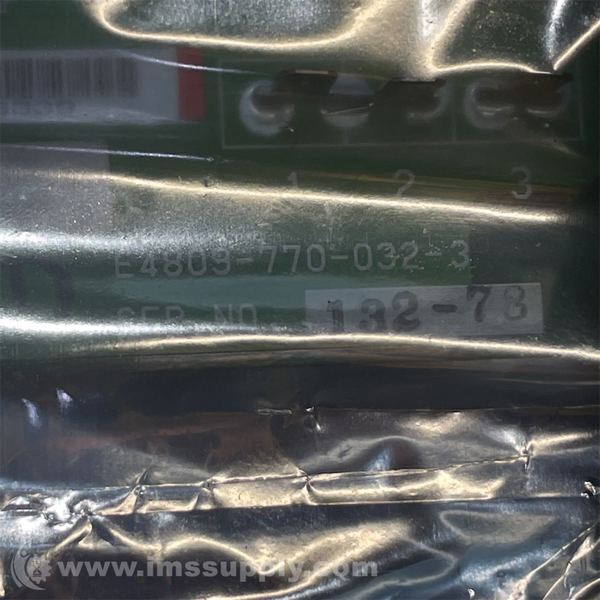 1 2 3
E4809-770-032-3
SER. NO. 132-73
www.imssupply.com